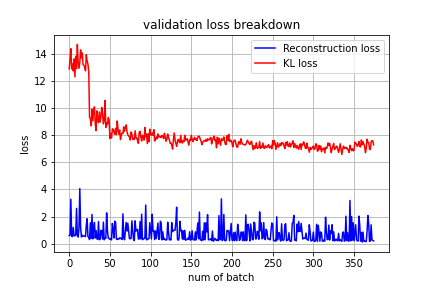 validation loss breakdown
Reconstruction loss
KL loss
14
12
10
8
6
4
2
0
loss
0 50 100 150 200 250 300 350
num of batch